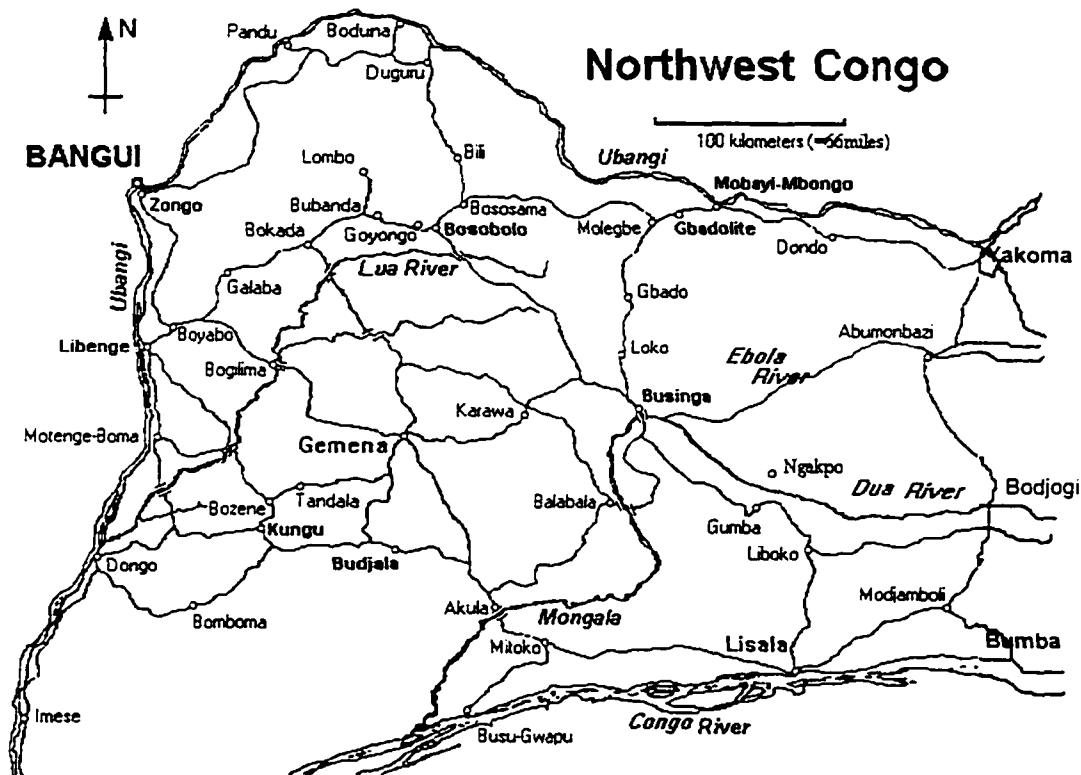 N
Pandu
Boduna
Duguru
Northwest Congo
100 kilometers (=66miles)
BANGUI
Zongo
Lombo
Bili
Ubangi
Mobayi-Mbongo
Bubanda
Bososama
Bokada
Goyongo
Bosobolo
Molegbe
Gbadolite
Dondo
Yakoma
Ubangi
Galaba
Lua River
Gbado
Libenge
Boyabo
Bogilima
Loko
Ebola
River
Abumonbazi
Karawa
Businga
Motenge-Boma
Gemena
Ngakpo
Dua River
Bodjogi
Bozene
Tandala
Balabala
Gumba
Kungu
Liboko
Dongo
Budjala
Bomboma
Akula
Mongala
Modjamboli
Mitoko
Lisala
Bumba
Imese
Busu-Gwapu
Congo River